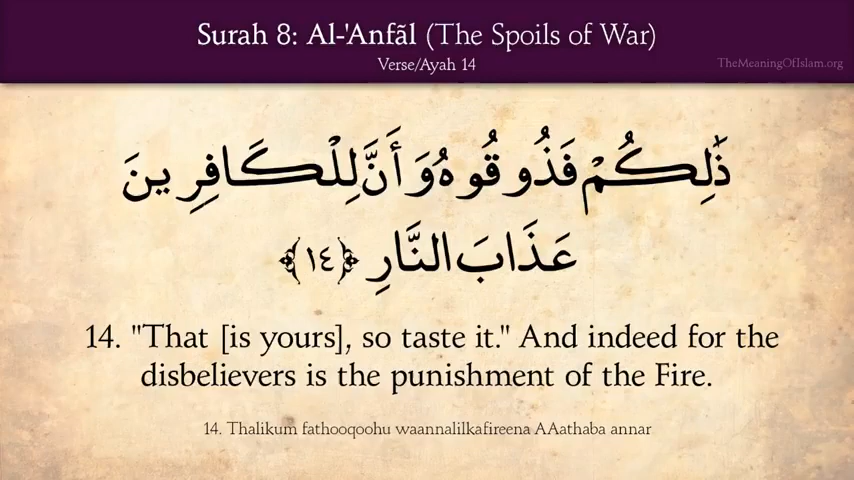 Surah 8: Al-'Anfãl (The Spoils of War)
Verse/Ayah 14
TheMeaningOfIslam.org
ذَٰلِكُمْ فَذُوقُوهُ وَأَنَّ لِلْكَافِرِينَ
عَذَابَ النَّارِ ﴿١٤﴾
14. "That [is yours], so taste it." And indeed for the
disbelievers is the punishment of the Fire.
14. Thalikum fathooqoohu waannalilkafireena AAathaba annar